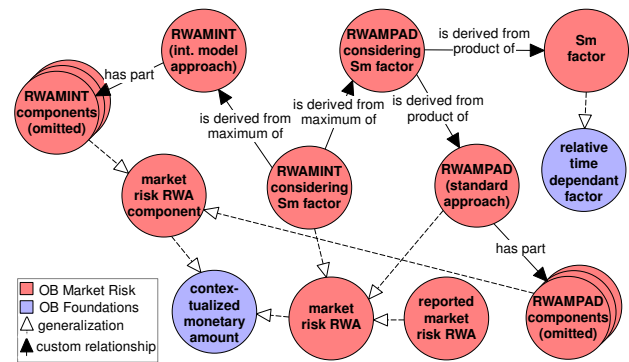 RWAMINT
(int. model
approach)
RWAMPAD
considering
Sm factor
is derived from
product of
Sm
factor
has part
RWAMINT
components
(omitted)
is derived from
maximum of
is derived from
maximum of
is derived from
product of
relative
time
dependant
factor
market
risk RWA
component
RWAMINT
considering
Sm factor
RWAMPAD
(standard
approach)
has part
OB Market Risk
OB Foundations
generalization
custom relationship
contex-
tualized
monetary
amount
market
risk RWA
reported
market
risk RWA
RWAMPAD
components
(omitted)